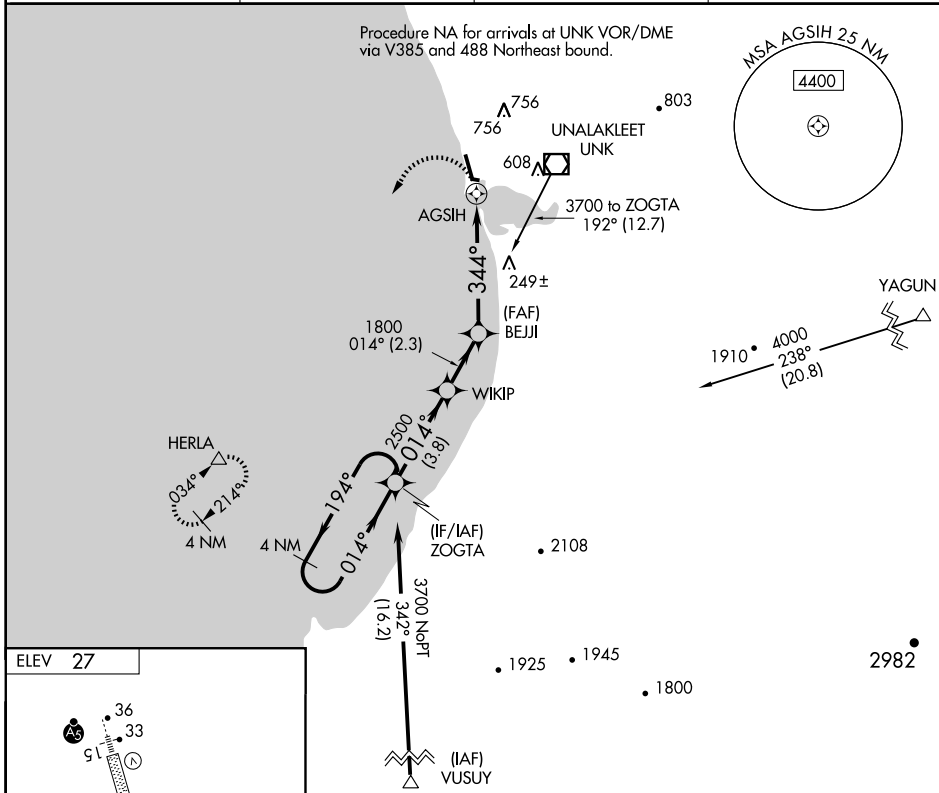 Procedure NA for arrivals at UNK VOR/DME
via V385 and 488 Northeast bound.
MSA AGSIH 25 NM
4400
756
756
803
UNALAKLEET
UNK
608
AGSIH
3700 to ZOGTA
192° (12.7)
249±
344°
(FAF)
BEJJI
1800
014° (2.3)
YAGUN
4000
238°
(20.8)
1910
WIKIP
2500
014°
(3.8)
HERLA
034°
214°
4 NM
194°
014°
4 NM
(IF/IAF)
ZOGTA
2108
3700 NoPT
342°
(16.2)
1925
1945
1800
2982
(IAF)
VUSUY
ELEV 27
A5
36
33
15
V